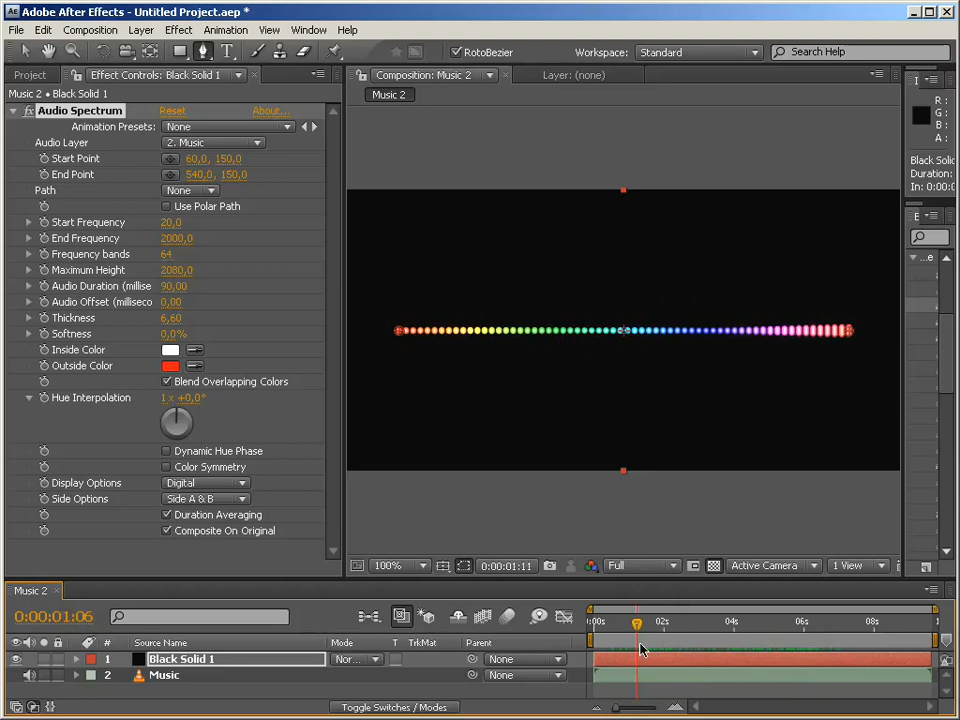 Adobe After Effects - Untitled Project.aep *
File Edit Composition Layer Effect Animation View Window Help
RotoBezier Workspace: Standard Search Help
Project Effect Controls: Black Solid 1 Composition: Music 2 Layer: (none)
Music 2 • Black Solid 1
Music 2
fx Audio Spectrum Reset About...
Animation Presets: None
Audio Layer 2. Music
Start Point 60,0, 150,0
End Point 540,0, 150,0
Path None
Use Polar Path
Start Frequency 20,0
End Frequency 2000,0
Frequency bands 64
Maximum Height 2080,0
Audio Duration (millise 90,00
Audio Offset (milliseco 0,00
Thickness 6,60
Softness 0,0%
Inside Color
Outside Color
Blend Overlapping Colors
Hue Interpolation 1 x +0,0°
Dynamic Hue Phase
Color Symmetry
Display Options Digital
Side Options Side A & B
Duration Averaging
Composite On Original
R :
G :
B :
A :
Black Solid
Duration:
In: 0:00:0
...e
100% 0:00:01:11 Full Active Camera 1 View
Music 2
0:00:01:06
:00s 02s 04s 06s 08s 1
# Source Name Mode T TrkMat Parent
1 Black Solid 1 Nor... None
2 Music None
Toggle Switches / Modes